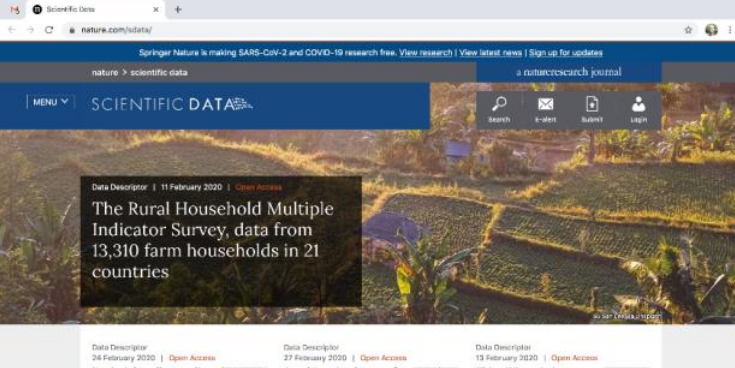 Scientific Data
nature.com/sdata/
Springer Nature is making SARS-CoV-2 and COVID-19 research free. View research | View latest news | Sign up for updates
nature > scientific data
a natureresearch journal
MENU
SCIENTIFIC DATA
Search
E-alert
Submit
Login
Data Descriptor | 11 February 2020 | Open Access
The Rural Household Multiple
Indicator Survey, data from
13,310 farm households in 21
countries
Data Descriptor
24 February 2020 | Open Access
Data Descriptor
27 February 2020 | Open Access
Data Descriptor
13 February 2020 | Open Access